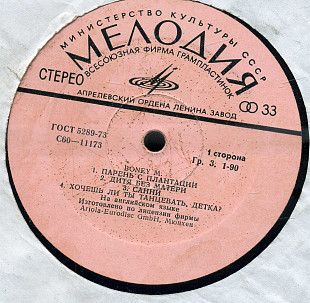 МИНИСТЕРСТВО КУЛЬТУРЫ СССР
МЕЛОДИЯ
ВСЕСОЮЗНАЯ ФИРМА ГРАМПЛАСТИНОК
СТЕРЕО
33
АПРЕЛЕВСКИЙ ОРДЕНА ЛЕНИНА ЗАВОД
ГОСТ 5289-73
С60—11173
1 сторона
Гр. 3. 1-90
BONEY M.
1. ПАРЕНЬ С ПЛАНТАЦИИ
2. ДИТЯ БЕЗ МАТЕРИ
3. САННИ
4. ХОЧЕШЬ ЛИ ТЫ ТАНЦЕВАТЬ, ДЕТКА?
На английском языке
Изготовлено по лицензии фирмы
Ariola-Eurodisc GmbH, Мюнхен